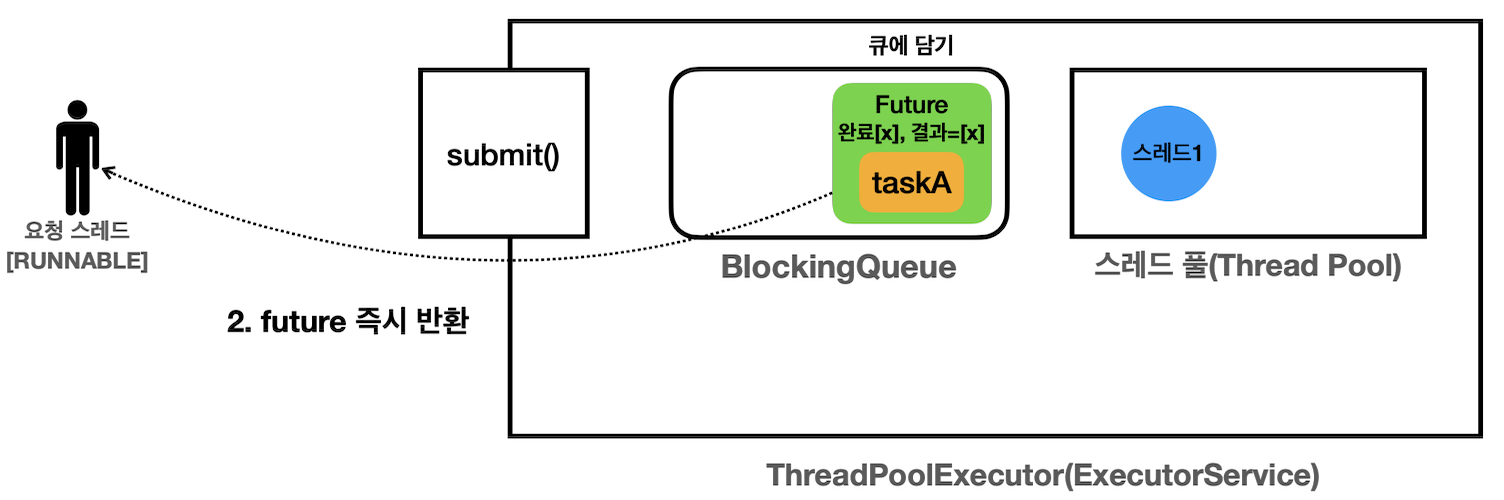 큐에 담기
submit()
Future
완료[x], 결과=[x]
taskA
스레드1
요청 스레드
[RUNNABLE]
BlockingQueue
스레드 풀(Thread Pool)
2. future 즉시 반환
ThreadPoolExecutor(ExecutorService)